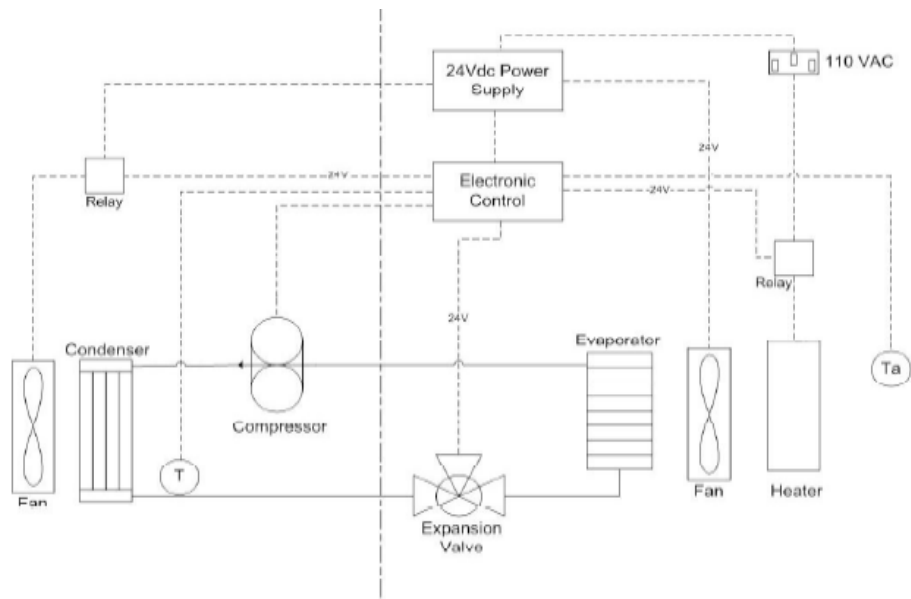 24Vdc Power
Supply
110 VAC
24V
Relay
24V
Electronic
Control
24V
Relay
24V
Condenser
Evaporator
Ta
Compressor
T
Fan
Expansion
Valve
Fan
Heater